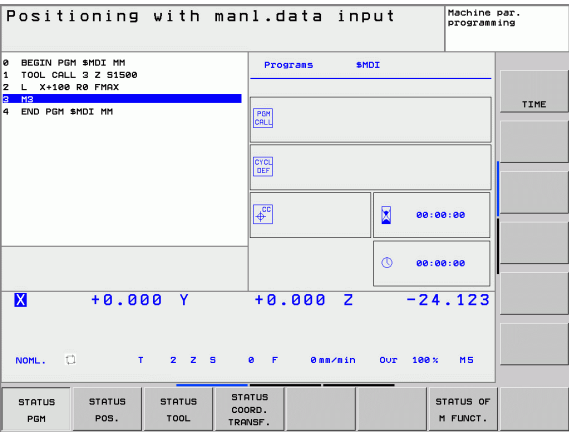 Positioning with manl.data input
Machine par.
programming
0 BEGIN PGM $MDI MM
1 TOOL CALL 3 Z S1500
2 L X+100 R0 FMAX
3 M3
4 END PGM $MDI MM
Programs $MDI
PGM
CALL
CYCL
DEF
CC
00:00:00
00:00:00
TIME
X +0.000 Y +0.000 Z -24.123
NOML. T 2 Z S 0 F 0mm/min Ovr 100% M5
STATUS
PGM
STATUS
POS.
STATUS
TOOL
STATUS
COORD.
TRANSF.
STATUS OF
M FUNCT.